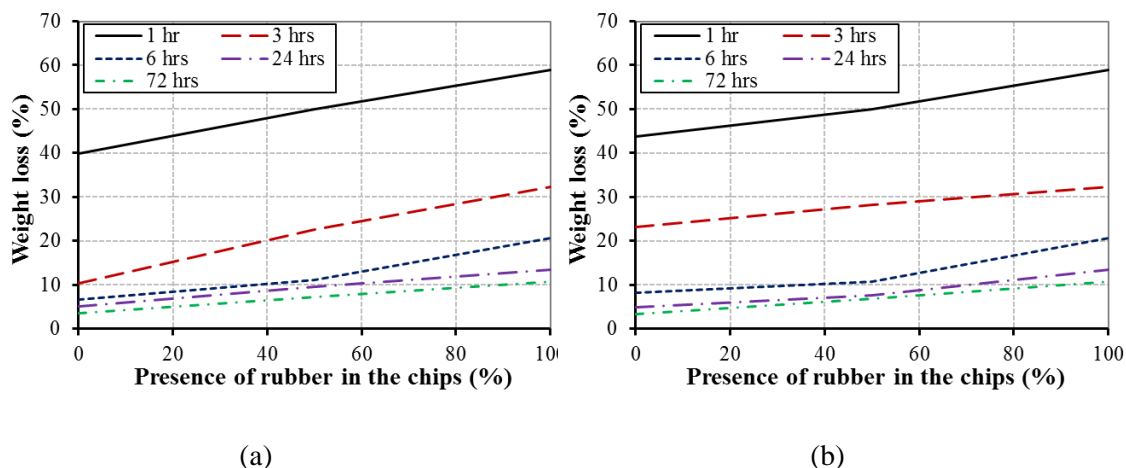 70
60
50
40
30
20
10
0
Weight loss (%)
1 hr 3 hrs
6 hrs 24 hrs
72 hrs
0 20 40 60 80 100
Presence of rubber in the chips (%)
(a)
70
60
50
40
30
20
10
0
Weight loss (%)
1 hr 3 hrs
6 hrs 24 hrs
72 hrs
0 20 40 60 80 100
Presence of rubber in the chips (%)
(b)